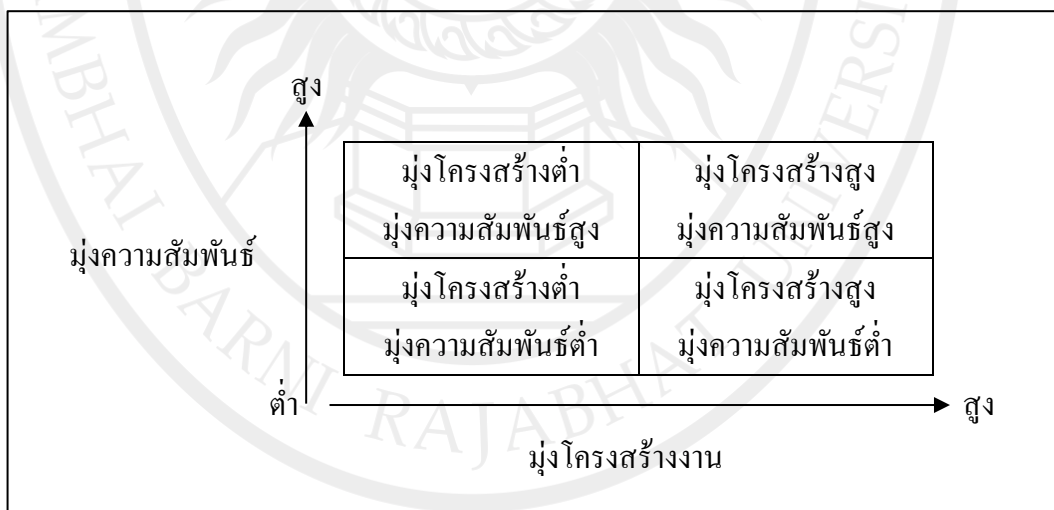 สูง
มุ่งโครงสร้างต่ำ
มุ่งความสัมพันธ์สูง
มุ่งโครงสร้างสูง
มุ่งความสัมพันธ์สูง
มุ่งความสัมพันธ์
มุ่งโครงสร้างต่ำ
มุ่งความสัมพันธ์ต่ำ
มุ่งโครงสร้างสูง
มุ่งความสัมพันธ์ต่ำ
ต่ำ
สูง
มุ่งโครงสร้างงาน
MBHAI BARNI RAJABHAT UNIVERSI